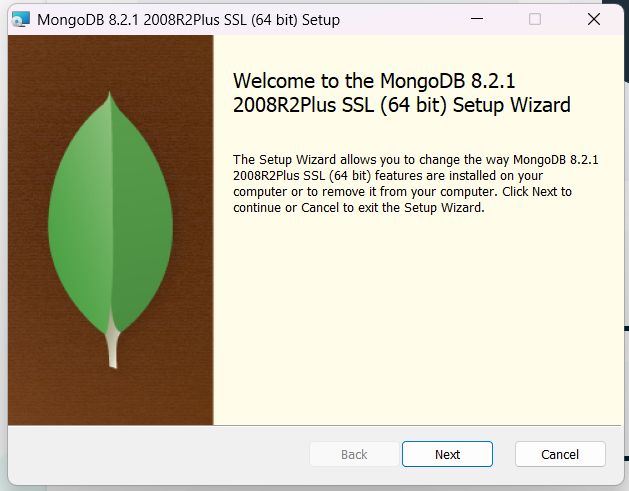 MongoDB 8.2.1 2008R2Plus SSL (64 bit) Setup
Welcome to the MongoDB 8.2.1
2008R2Plus SSL (64 bit) Setup Wizard
The Setup Wizard allows you to change the way MongoDB 8.2.1
2008R2Plus SSL (64 bit) features are installed on your
computer or to remove it from your computer. Click Next to
continue or Cancel to exit the Setup Wizard.
Back
Next
Cancel